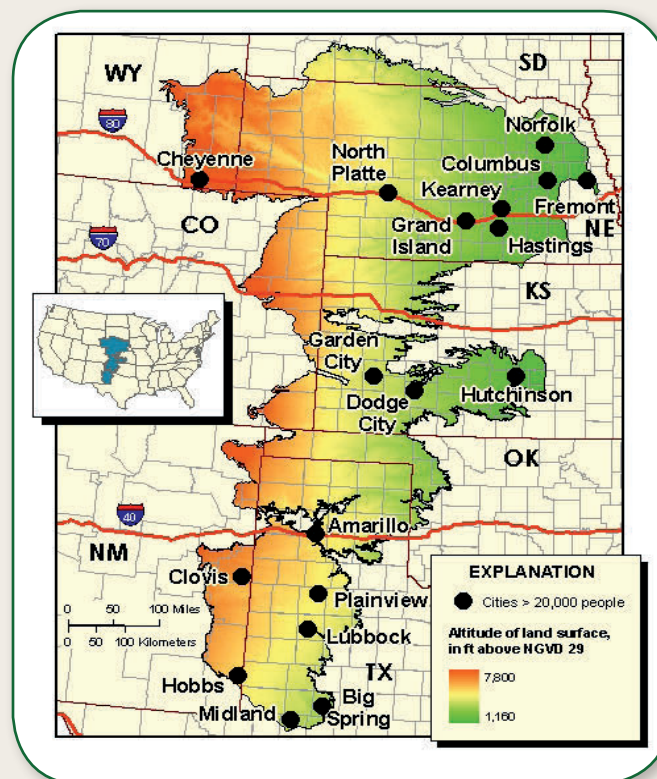 WY
SD
80
Norfolk
Cheyenne
North
Platte
Columbus
Kearney
Fremont
CO
Grand
Island
NE
Hastings
70
KS
Garden
City
Dodge
City
Hutchinson
OK
40
Amarillo
NM
Clovis
EXPLANATION
Cities > 20,000 people
0 50 100 Miles
0 50 100 Kilometers
Plainview
Lubbock
Altitude of land surface,
in ft above NGVD 29
7,800
1,160
TX
Hobbs
Big
Spring
Midland